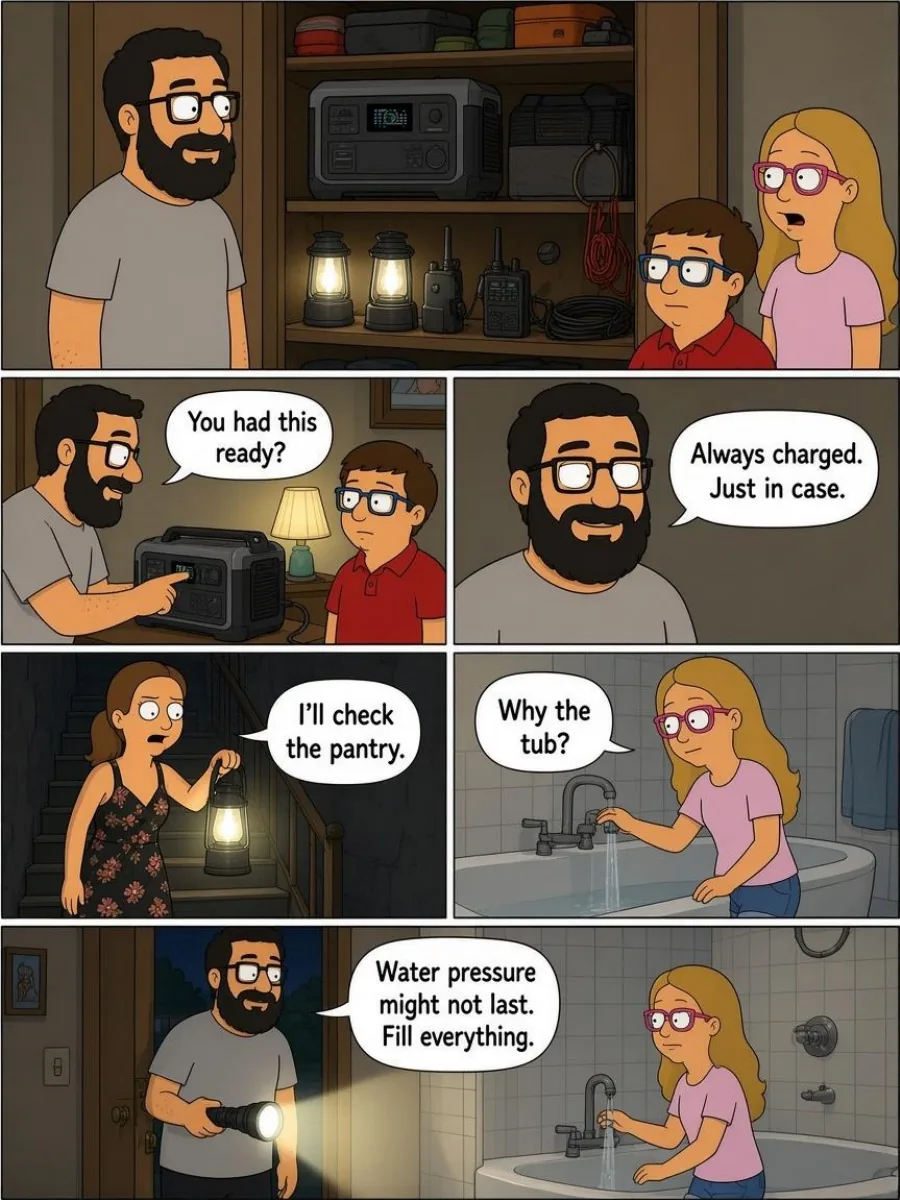 You had this
ready?
Always charged.
Just in case.
I'll check
the pantry.
Why the
tub?
Water pressure
might not last.
Fill everything.